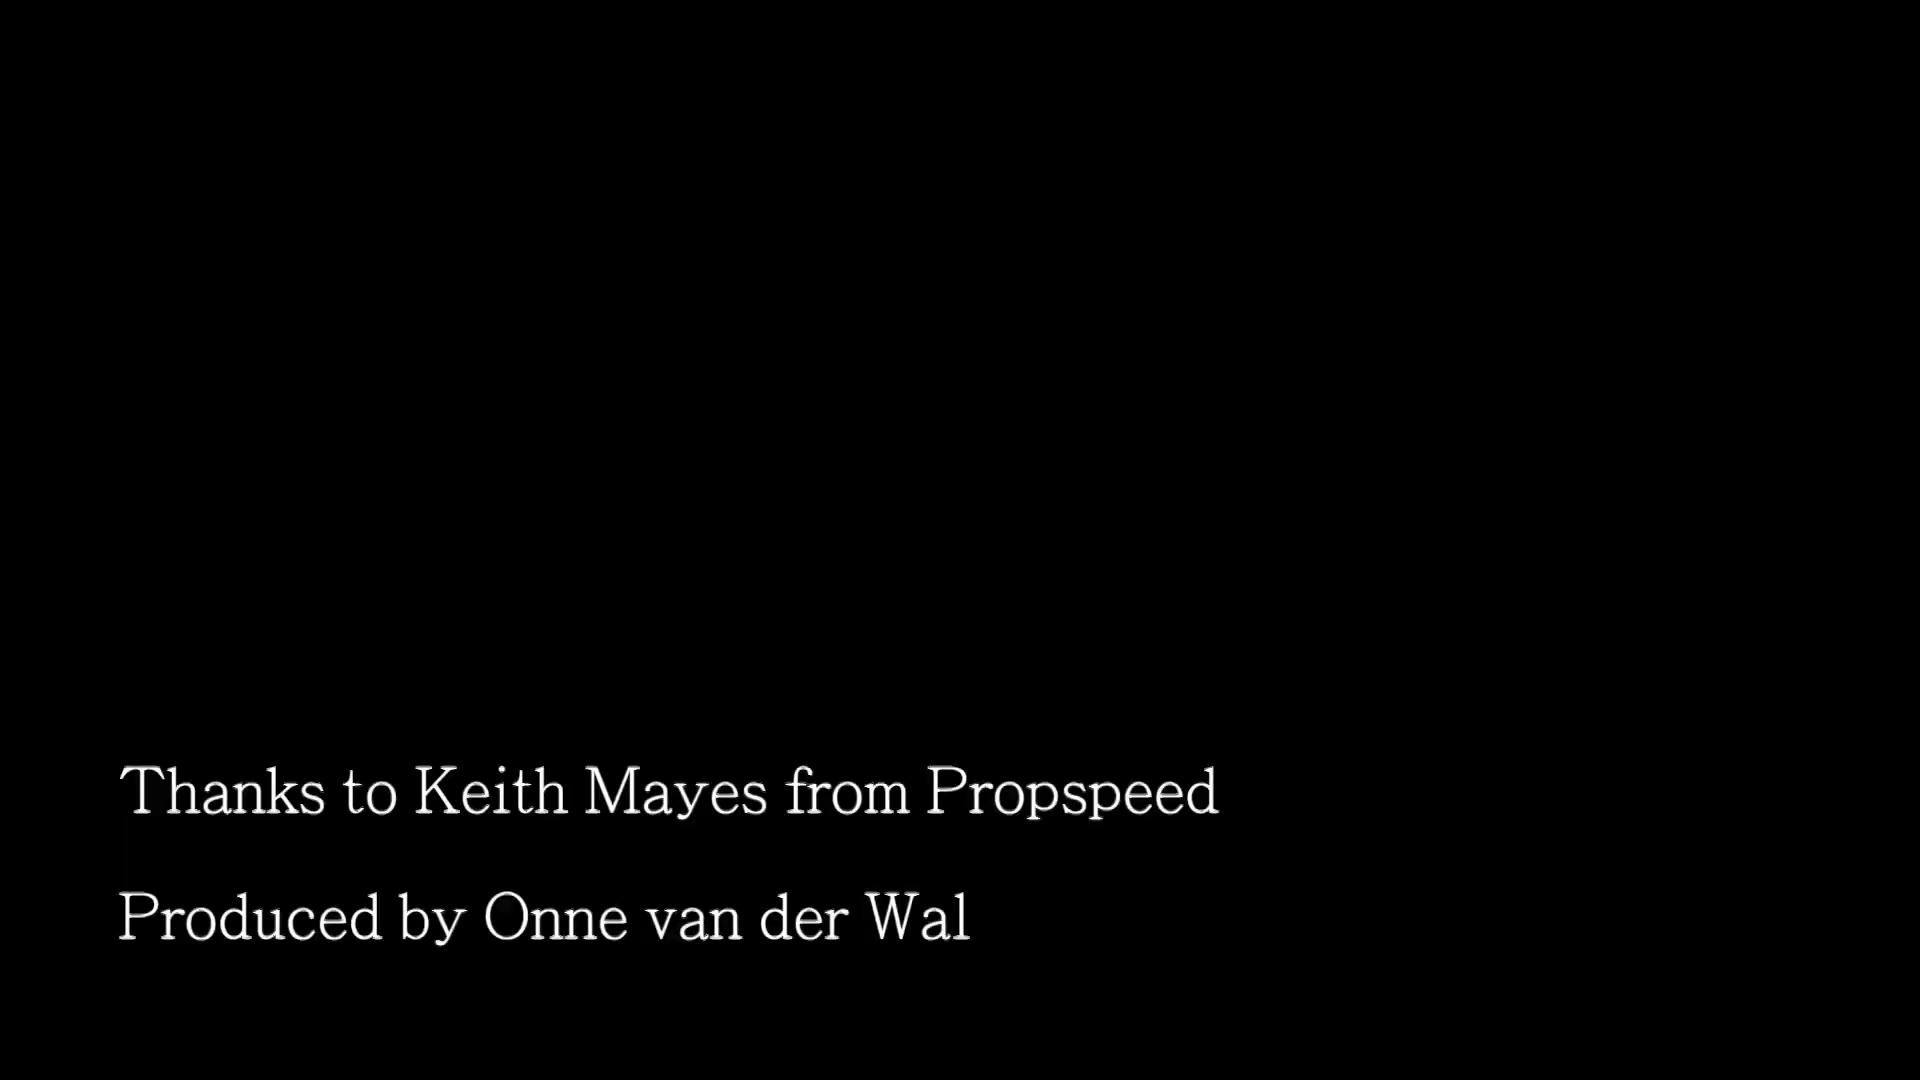 Thanks to Keith Mayes from Propspeed
Produced by Onne van der Wal